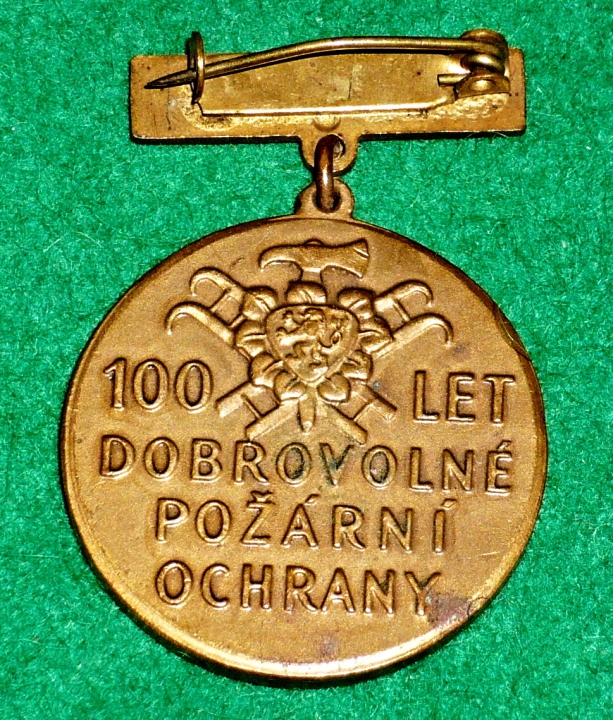 100 LET
DOBROVOLNÉ
POŽÁRNÍ
OCHRANY